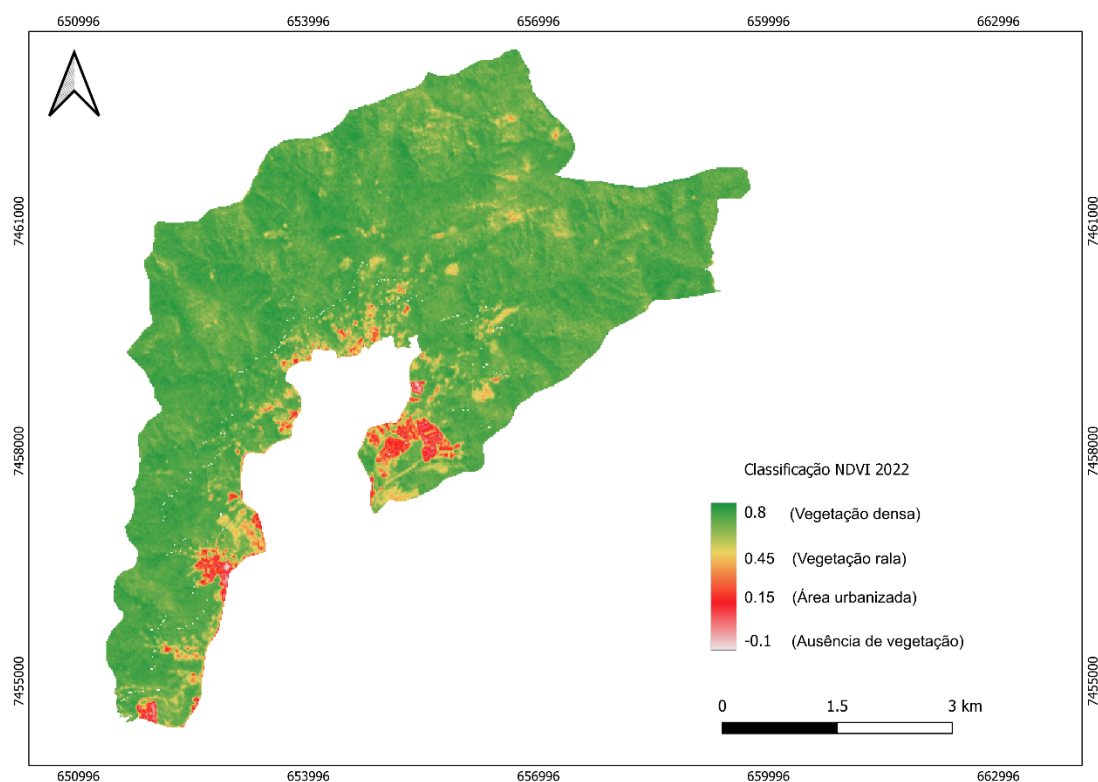 650996 653996 656996 659996 662996
7461000 7461000
7458000 7458000
Classificação NDVI 2022
0.8 (Vegetação densa)
0.45 (Vegetação rala)
0.15 (Área urbanizada)
-0.1 (Ausência de vegetação)
7455000 7455000
0 1.5 3 km
650996 653996 656996 659996 662996